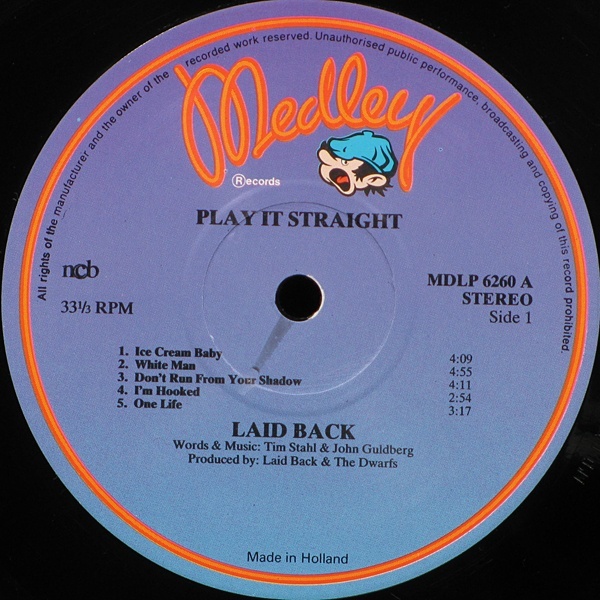 All rights of the manufacturer and the owner of the recorded work reserved. Unauthorised public performance, broadcasting and copying of this record prohibited.
Medley
Records
PLAY IT STRAIGHT
ncb
33⅓ RPM
MDLP 6260 A
STEREO
Side 1
1. Ice Cream Baby 4:09
2. White Man 4:55
3. Don't Run From Your Shadow 4:11
4. I'm Hooked 2:54
5. One Life 3:17
LAID BACK
Words & Music: Tim Stahl & John Guldberg
Produced by: Laid Back & The Dwarfs
Made in Holland